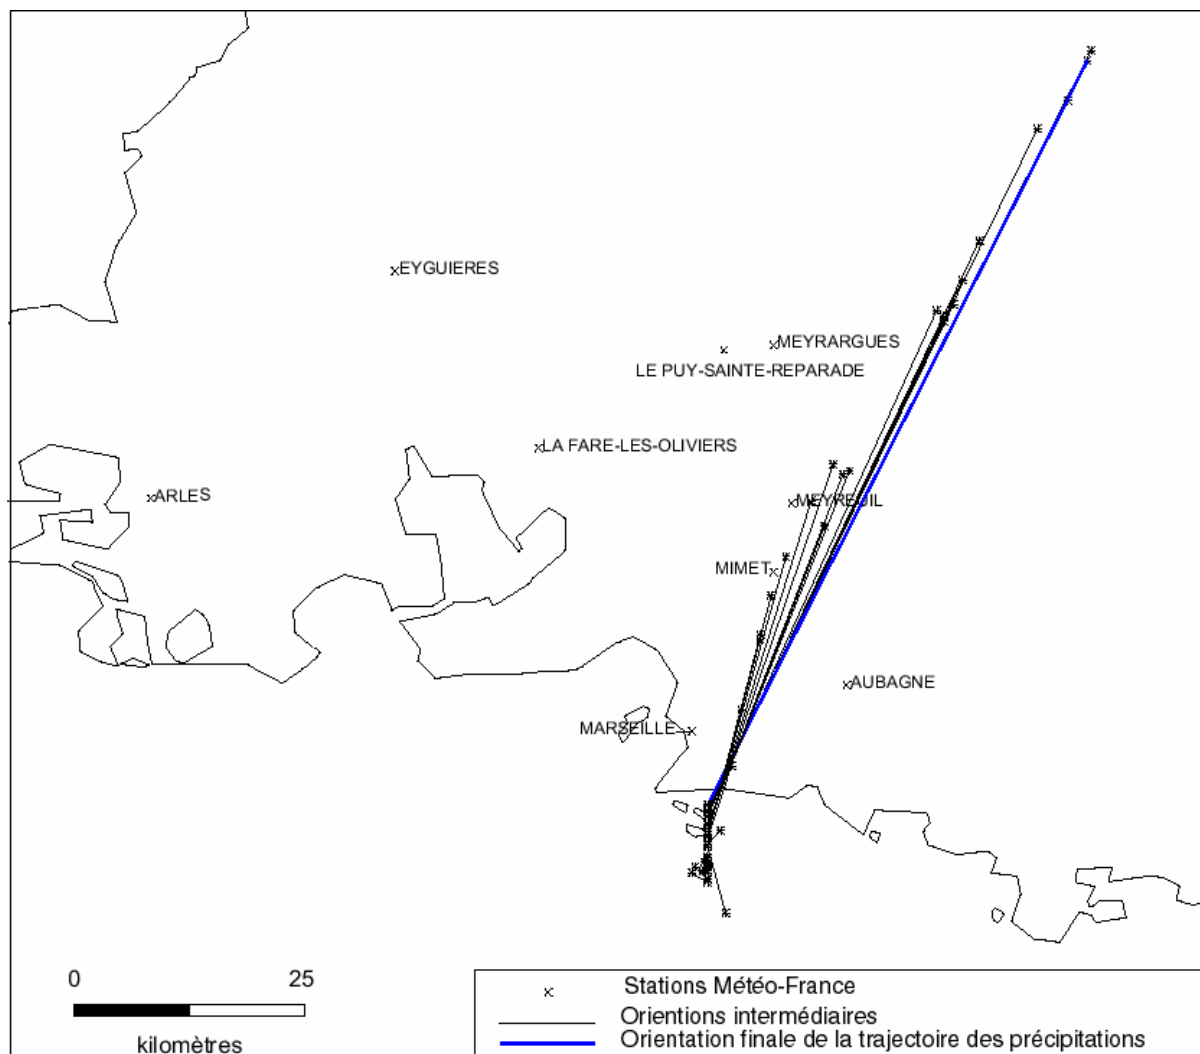 EYGUIERES
MEYRARGUES
LE PUY-SAINTE-REPARADE
LA FARE-LES-OLIVIERS
ARLES
MEYREUIL
MIMET
AUBAGNE
MARSEILLE
0 25
kilomètres
Stations Météo-France
Orientions intermédiaires
Orientation finale de la trajectoire des précipitations